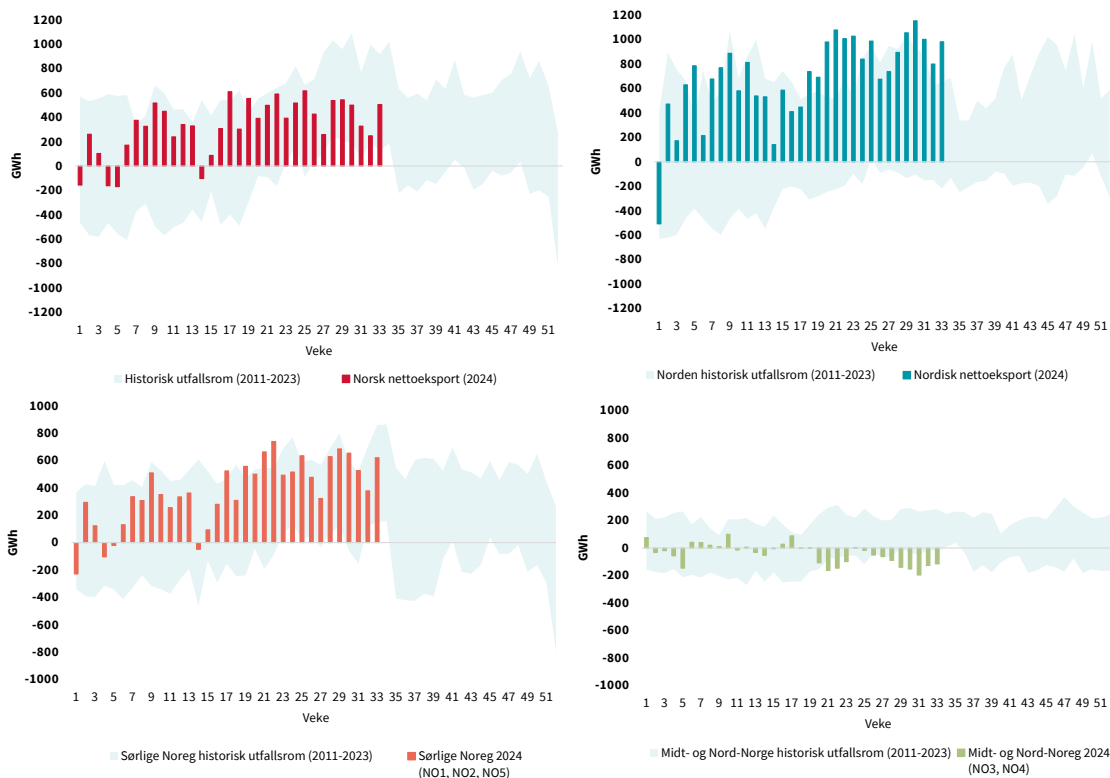 1200
1000
800
600
400
200
0
-200
-400
-600
-800
-1000
-1200
GWh
1 3 5 7 9 11 13 15 17 19 21 23 25 27 29 31 33 35 37 39 41 43 45 47 49 51
Veke
Historisk utfallsrom (2011-2023) Norsk nettoeksport (2024)
1200
1000
800
600
400
200
0
-200
-400
-600
-800
-1000
-1200
GWh
1 3 5 7 9 11 13 15 17 19 21 23 25 27 29 31 33 35 37 39 41 43 45 47 49 51
Veke
Norden historisk utfallsrom (2011-2023) Nordisk nettoeksport (2024)
1000
800
600
400
200
0
-200
-400
-600
-800
-1000
GWh
1 3 5 7 9 11 13 15 17 19 21 23 25 27 29 31 33 35 37 39 41 43 45 47 49 51
Veke
Sørlige Noreg historisk utfallsrom (2011-2023) Sørlige Noreg 2024
(NO1, NO2, NO5)
1000
800
600
400
200
0
-200
-400
-600
-800
-1000
GWh
1 3 5 7 9 11 13 15 17 19 21 23 25 27 29 31 33 35 37 39 41 43 45 47 49 51
Veke
Midt- og Nord-Norge historisk utfallsrom (2011-2023) Midt- og Nord-Noreg 2024
(NO3, NO4)